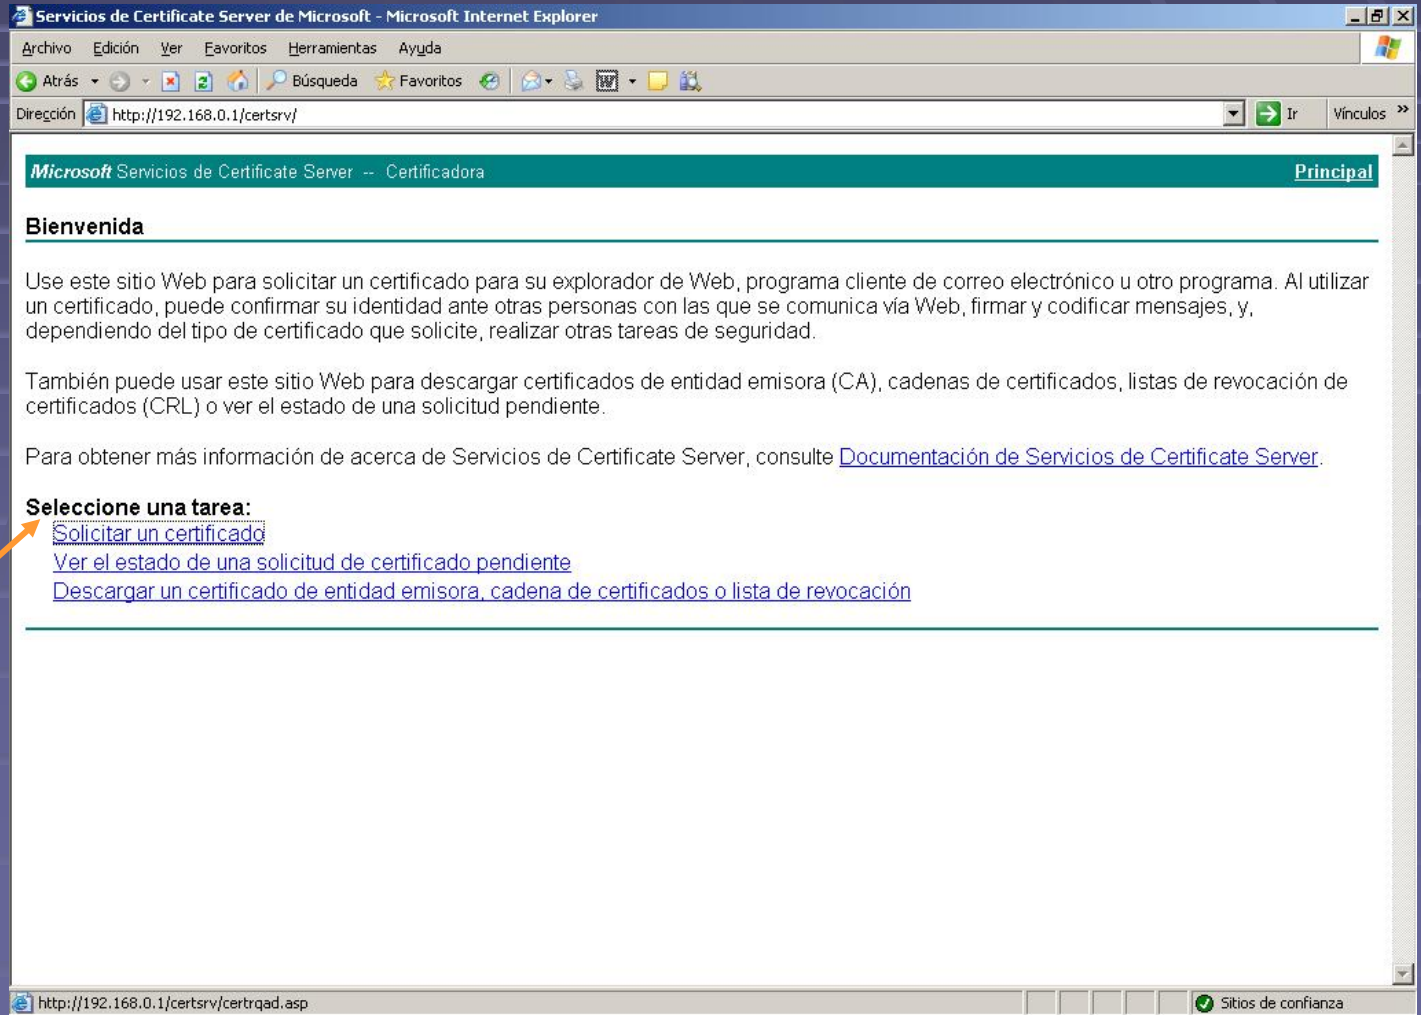 Servicios de Certificate Server de Microsoft - Microsoft Internet Explorer
Archivo Edición Ver Favoritos Herramientas Ayuda
Atrás Búsqueda Favoritos
Dirección http://192.168.0.1/certsrv/ Ir Vínculos »
Microsoft Servicios de Certificate Server -- Certificadora Principal
Bienvenida
Use este sitio Web para solicitar un certificado para su explorador de Web, programa cliente de correo electrónico u otro programa. Al utilizar
un certificado, puede confirmar su identidad ante otras personas con las que se comunica vía Web, firmar y codificar mensajes, y,
dependiendo del tipo de certificado que solicite, realizar otras tareas de seguridad.
También puede usar este sitio Web para descargar certificados de entidad emisora (CA), cadenas de certificados, listas de revocación de
certificados (CRL) o ver el estado de una solicitud pendiente.
Para obtener más información de acerca de Servicios de Certificate Server, consulte Documentación de Servicios de Certificate Server.
Seleccione una tarea:
Solicitar un certificado
Ver el estado de una solicitud de certificado pendiente
Descargar un certificado de entidad emisora, cadena de certificados o lista de revocación
http://192.168.0.1/certsrv/certrqad.asp Sitios de confianza